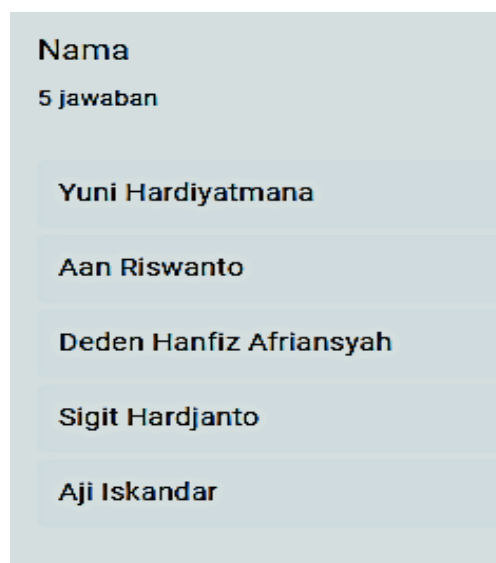 Nama
5 jawaban
Yuni Hardiyatmana
Aan Riswanto
Deden Hanfiz Afriansyah
Sigit Hardjanto
Aji Iskandar